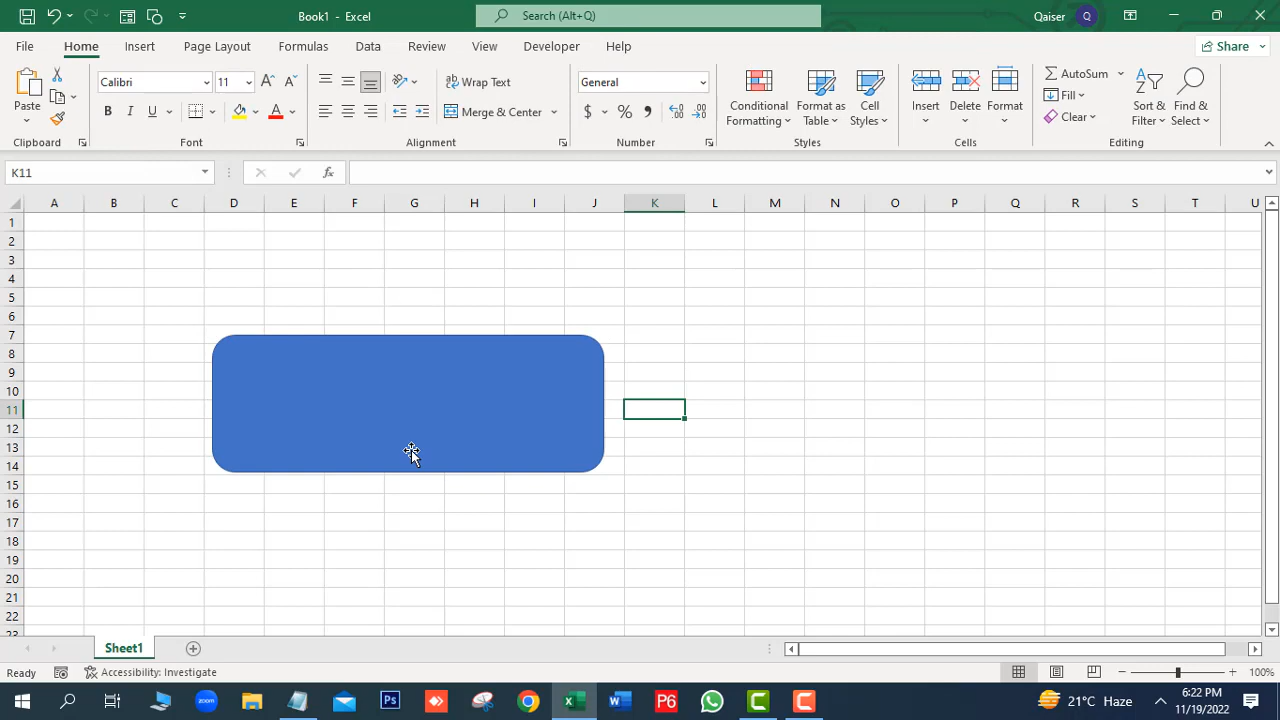 Book1 - Excel
Search (Alt+Q)
Qaiser Q
File Home Insert Page Layout Formulas Data Review View Developer Help Share
Paste
Calibri 11
B I U A
Wrap Text
Merge & Center
General
$ % ,
Conditional Formatting
Format as Table
Cell Styles
Insert
Delete
Format
AutoSum
Fill
Clear
Sort & Filter
Find & Select
Clipboard Font Alignment Number Styles Cells Editing
K11 fx
A B C D E F G H I J K L M N O P Q R S T U
1
2
3
4
5
6
7
8
9
10
11
12
13
14
15
16
17
18
19
20
21
22
23
Sheet1
Ready Accessibility: Investigate 100%
zoom Ps P6 21°C Haze 6:22 PM
11/19/2022